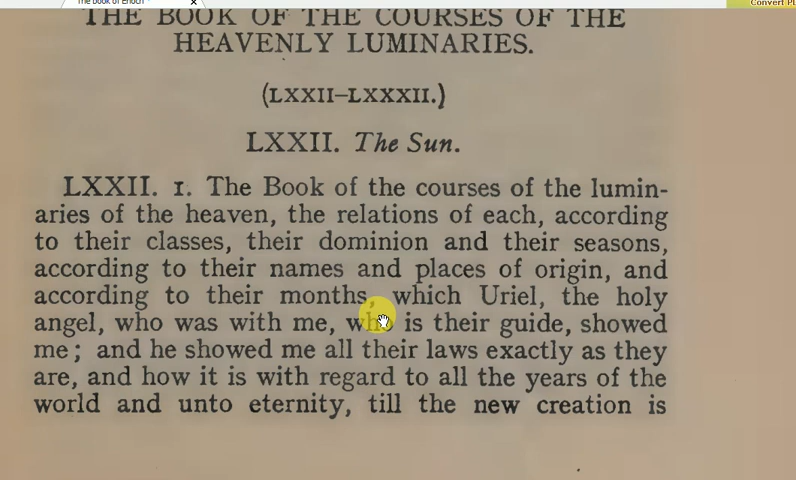 The book of Enoch
Convert
THE BOOK OF THE COURSES OF THE
HEAVENLY LUMINARIES.
(LXXII–LXXXII.)
LXXII. The Sun.
LXXII. 1. The Book of the courses of the lumin-
aries of the heaven, the relations of each, according
to their classes, their dominion and their seasons,
according to their names and places of origin, and
according to their months, which Uriel, the holy
angel, who was with me, who is their guide, showed
me; and he showed me all their laws exactly as they
are, and how it is with regard to all the years of the
world and unto eternity, till the new creation is